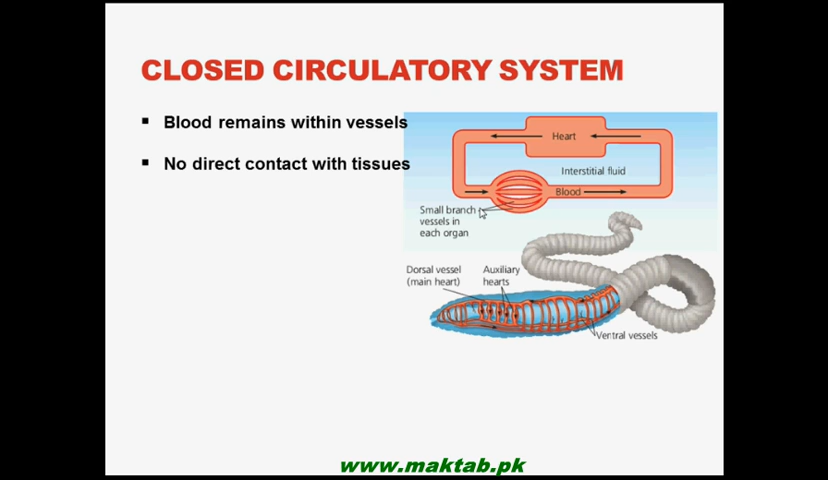 CLOSED CIRCULATORY SYSTEM
▪ Blood remains within vessels
▪ No direct contact with tissues
Heart
Interstitial fluid
Blood
Small branch
vessels in
each organ
Dorsal vessel
(main heart)
Auxiliary
hearts
Ventral vessels
www.maktab.pk